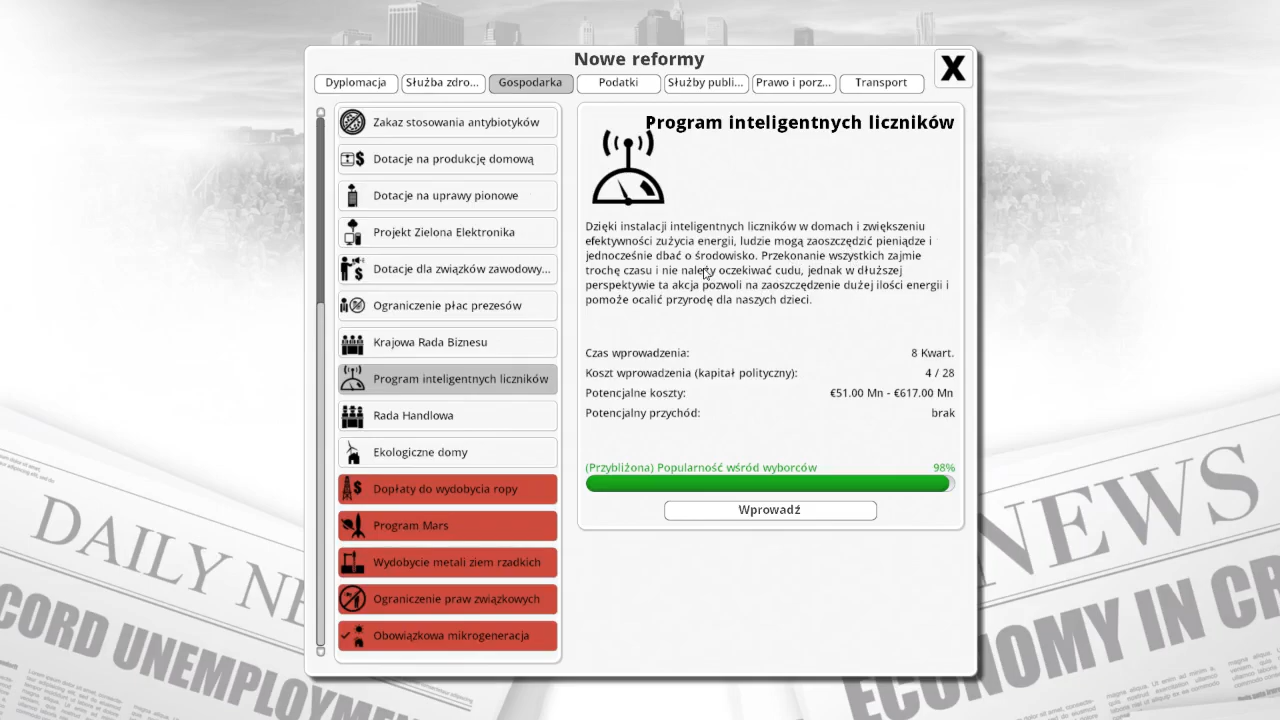 Nowe reformy
X
Dyplomacja
Służba zdro...
Gospodarka
Podatki
Służby publi...
Prawo i porz...
Transport
Zakaz stosowania antybiotyków
Dotacje na produkcję domową
Dotacje na uprawy pionowe
Projekt Zielona Elektronika
Dotacje dla związków zawodowy...
Ograniczenie płac prezesów
Krajowa Rada Biznesu
Program inteligentnych liczników
Rada Handlowa
Ekologiczne domy
Dopłaty do wydobycia ropy
Program Mars
Wydobycie metali ziem rzadkich
Ograniczenie praw związkowych
Obowiązkowa mikrogeneracja
Program inteligentnych liczników
Dzięki instalacji inteligentnych liczników w domach i zwiększeniu
efektywności zużycia energii, ludzie mogą zaoszczędzić pieniądze i
jednocześnie dbać o środowisko. Przekonanie wszystkich zajmie
trochę czasu i nie należy oczekiwać cudu, jednak w dłuższej
perspektywie ta akcja pozwoli na zaoszczędzenie dużej ilości energii i
pomoże ocalić przyrodę dla naszych dzieci.
Czas wprowadzenia: 8 Kwart.
Koszt wprowadzenia (kapitał polityczny): 4 / 28
Potencjalne koszty: €51.00 Mn - €617.00 Mn
Potencjalny przychód: brak
(Przybliżona) Popularność wśród wyborców 98%
Wprowadź
DAILY NE
CORD UNEMPLOYM
NEWS
ECONOMY IN CR